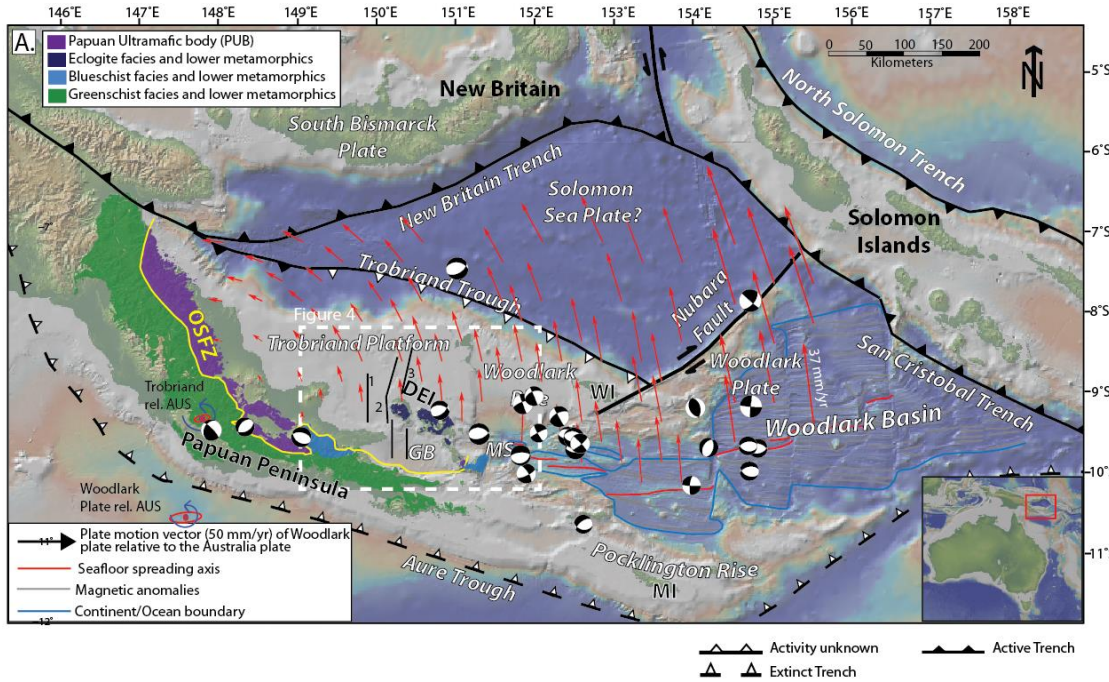 146° 147° 148° 149° 150° 151° 152° 153° 154° 155° 156° 157° 158°
A.
Papuan Ultramafic body (PUB)
Eclogite facies and lower metamorphics
Blueschist facies and lower metamorphics
Greenschist facies and lower metamorphics
0 50 100 200
Kilometers
N
-5°S
-6°S
-7°S
-8°S
-9°S
-10°S
-11°S
New Britain
South Bismarck
Plate
North Solomon Trench
New Britain Trench
Solomon
Sea Plate?
Solomon
Islands
Trobriand Trough
Nubara
Fault
Figure 4
Trobriand Platform
OSFZ
Woodlark
Woodlark
Plate
37 mm/yr
San Cristobal Trench
Trobriand
rel. AUS
1
2
3
DEI
WI
Woodlark Basin
GB
MS
Papuan Peninsula
Woodlark
Plate rel. AUS
Pocklington Rise
MI
Aure Trough
Plate motion vector (50 mm/yr) of Woodlark
plate relative to the Australia plate
Seafloor spreading axis
Magnetic anomalies
Continent/Ocean boundary
-11°
-12°
Activity unknown
Active Trench
Extinct Trench